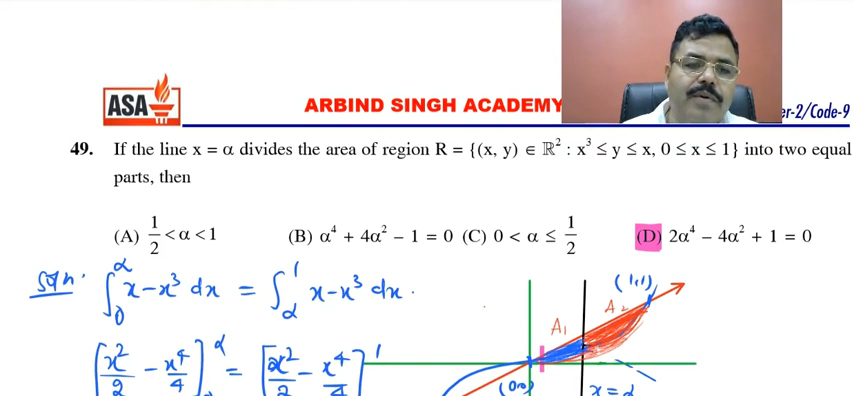 ASA
ARBIND SINGH ACADEMY
er-2/Code-9
49. If the line x = α divides the area of region R = {(x, y) ∈ ℝ² : x³ ≤ y ≤ x, 0 ≤ x ≤ 1} into two equal
parts, then
(A) 1/2 < α < 1 (B) α⁴ + 4α² − 1 = 0 (C) 0 < α ≤ 1/2 (D) 2α⁴ − 4α² + 1 = 0
Soln. ∫₀^α x − x³ dx = ∫_α^1 x − x³ dx.
(1,1)
A₁ A₂
[x²/2 − x⁴/4]^α = [x²/2 − x⁴/4]^1
(0,0)
x = α